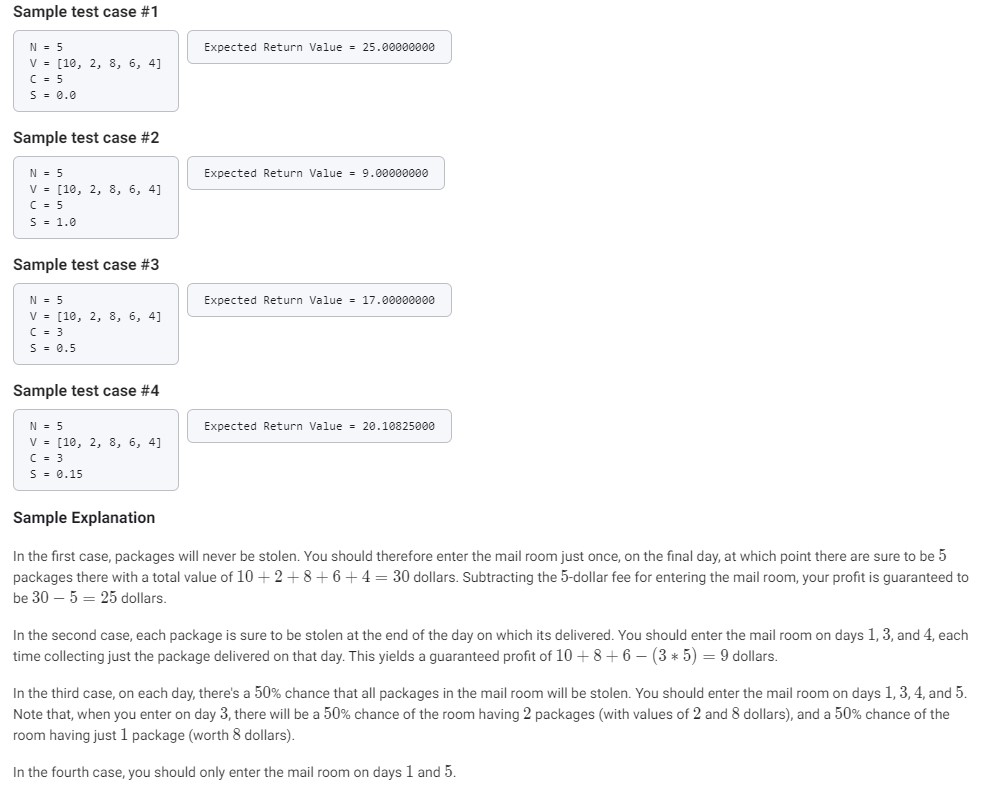 Sample test case #1
N = 5
V = [10, 2, 8, 6, 4]
C = 5
S = 0.0
Expected Return Value = 25.00000000
Sample test case #2
N = 5
V = [10, 2, 8, 6, 4]
C = 5
S = 1.0
Expected Return Value = 9.00000000
Sample test case #3
N = 5
V = [10, 2, 8, 6, 4]
C = 3
S = 0.5
Expected Return Value = 17.00000000
Sample test case #4
N = 5
V = [10, 2, 8, 6, 4]
C = 3
S = 0.15
Expected Return Value = 20.10825000
Sample Explanation
In the first case, packages will never be stolen. You should therefore enter the mail room just once, on the final day, at which point there are sure to be 5
packages there with a total value of 10 + 2 + 8 + 6 + 4 = 30 dollars. Subtracting the 5-dollar fee for entering the mail room, your profit is guaranteed to
be 30 − 5 = 25 dollars.
In the second case, each package is sure to be stolen at the end of the day on which its delivered. You should enter the mail room on days 1, 3, and 4, each
time collecting just the package delivered on that day. This yields a guaranteed profit of 10 + 8 + 6 − (3 ∗ 5) = 9 dollars.
In the third case, on each day, there's a 50% chance that all packages in the mail room will be stolen. You should enter the mail room on days 1, 3, 4, and 5.
Note that, when you enter on day 3, there will be a 50% chance of the room having 2 packages (with values of 2 and 8 dollars), and a 50% chance of the
room having just 1 package (worth 8 dollars).
In the fourth case, you should only enter the mail room on days 1 and 5.